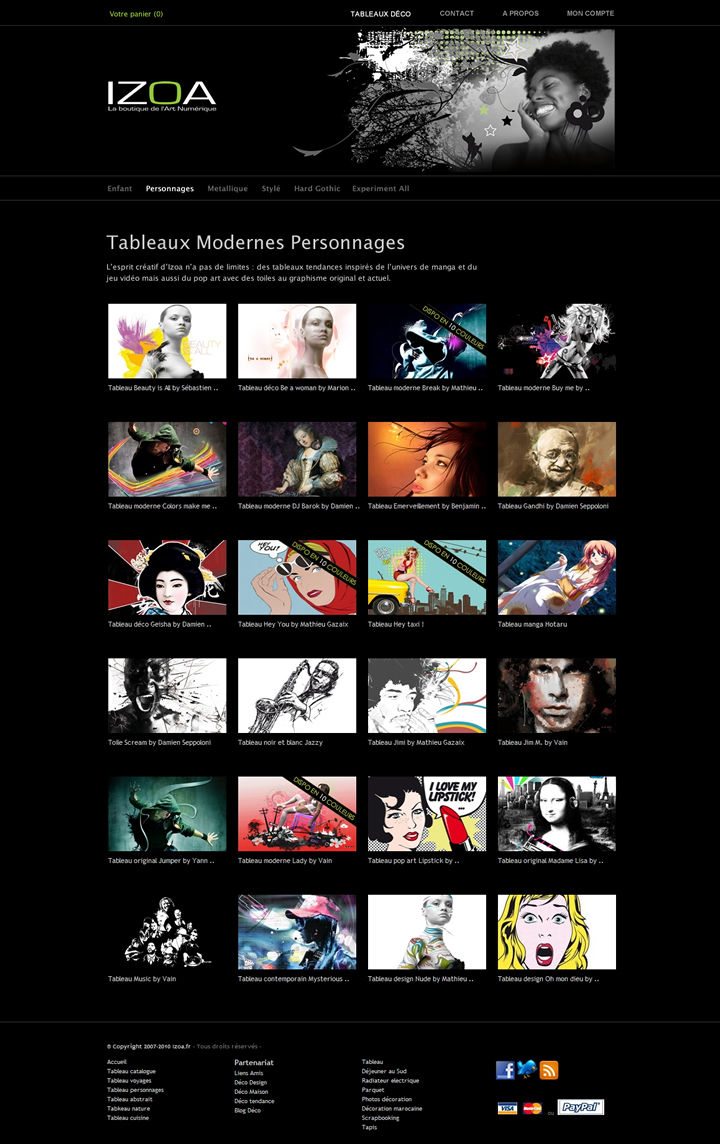 Votre panier (0)
TABLEAUX DÉCO CONTACT A PROPOS MON COMPTE
IZOA
La boutique de l'Art Numérique
Enfant Personnages Metallique Stylé Hard Gothic Experiment All
Tableaux Modernes Personnages
L'esprit créatif d'Izoa n'a pas de limites : des tableaux tendances inspirés de l'univers de manga et du
jeu vidéo mais aussi du pop art avec des toiles au graphisme original et actuel.
BEAUTY
IS ALL
DISPO EN 10 COULEURS
Tableau Beauty is All by Sébastien ..
Tableau déco Be a woman by Marion ..
Tableau moderne Break by Mathieu ..
Tableau moderne Buy me by ..
Tableau moderne Colors make me ..
Tableau moderne DJ Barok by Damien ..
Tableau Emerveillement by Benjamin ..
Tableau Gandhi by Damien Seppoloni
HEY
YOU!
DISPO EN 10 COULEURS
DISPO EN 10 COULEURS
Tableau déco Geisha by Damien ..
Tableau Hey You by Mathieu Gazaix
Tableau Hey taxi !
Tableau manga Hotaru
Toile Scream by Damien Seppoloni
Tableau noir et blanc Jazzy
Tableau Jimi by Mathieu Gazaix
Tableau Jim M. by Vain
DISPO EN 10 COULEURS
I LOVE MY
LIPSTICK!
Tableau original Jumper by Yann ..
Tableau moderne Lady by Vain
Tableau pop art Lipstick by ..
Tableau original Madame Lisa by ..
Tableau Music by Vain
Tableau contemporain Mysterious ..
Tableau design Nude by Mathieu ..
Tableau design Oh mon dieu by ..
© Copyright 2007-2010 izoa.fr - Tous droits réservés -
Accueil
Tableau catalogue
Tableau voyages
Tableau personnages
Tableau abstrait
Tabkeau nature
Tableau cuisine
Partenariat
Liens Amis
Déco Design
Déco Maison
Déco tendance
Blog Déco
Tableau
Déjeuner au Sud
Radiateur electrique
Parquet
Photos décoration
Décoration marocaine
Scrapbooking
Tapis
VISA MasterCard ou PayPal